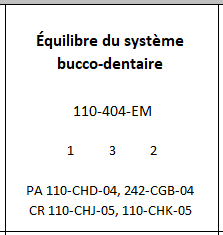 Équilibre du système
bucco-dentaire
110-404-EM
1 3 2
PA 110-CHD-04, 242-CGB-04
CR 110-CHJ-05, 110-CHK-05